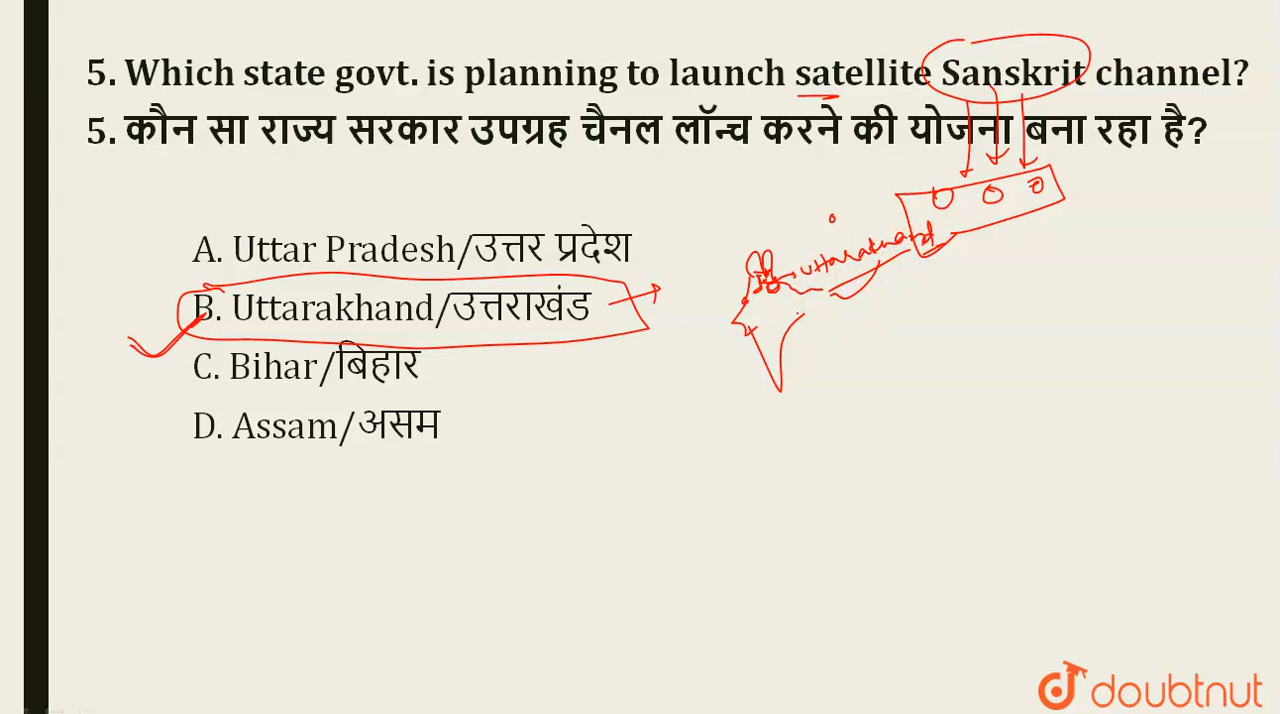 5. Which state govt. is planning to launch satellite Sanskrit channel?
5. कौन सा राज्य सरकार उपग्रह चैनल लॉन्च करने की योजना बना रहा है?
A. Uttar Pradesh/उत्तर प्रदेश
B. Uttarakhand/उत्तराखंड
uttarakhand
C. Bihar/बिहार
D. Assam/असम
doubtnut